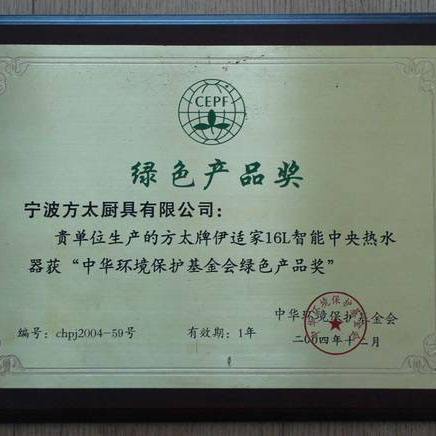 CEPF
绿色产品奖
宁波方太厨具有限公司：
贵单位生产的方太牌伊适家16L智能中央热水
器获“中华环境保护基金会绿色产品奖”
中华环境保护基金会
编号：chpj2004-59号 有效期：1年
二00四年十二月